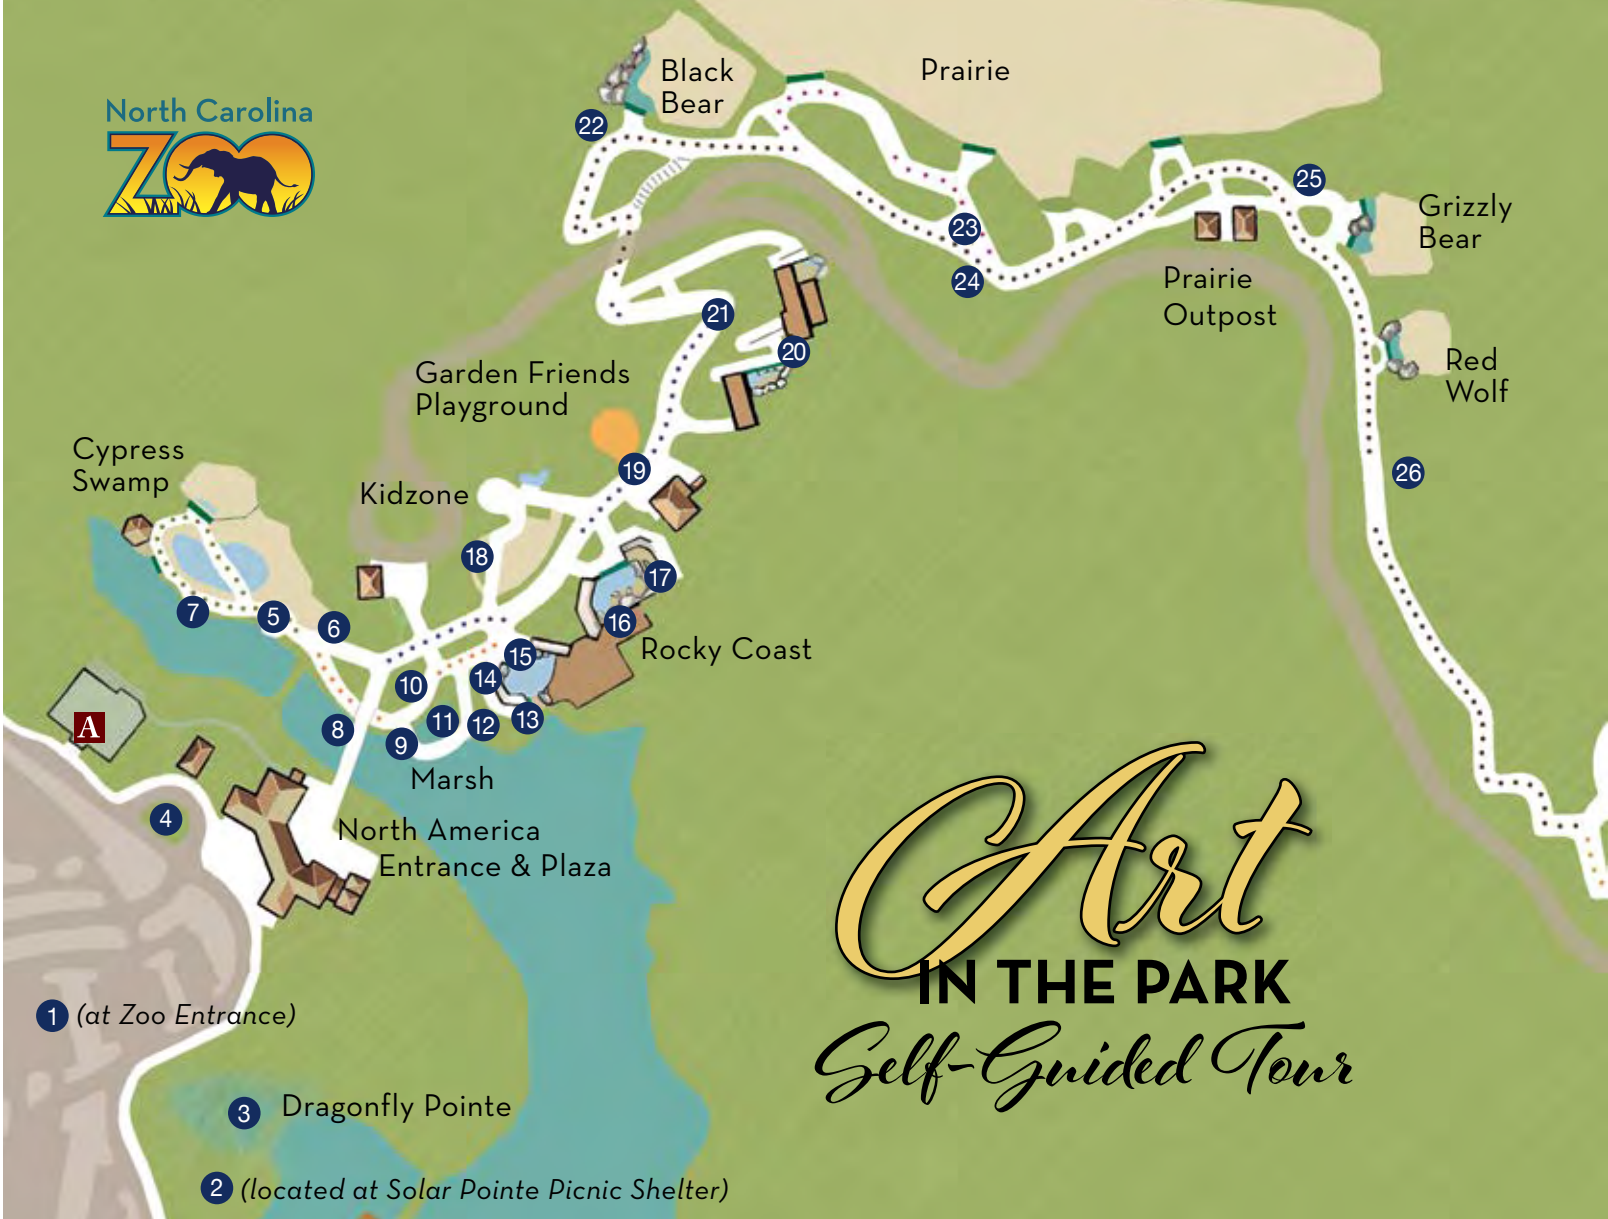 North Carolina
ZOO
Black
Bear
Prairie
22
25
Grizzly
Bear
23
24
Prairie
Outpost
21
20
Red
Wolf
Garden Friends
Playground
Cypress
Swamp
19
26
Kidzone
18
17
7
5
6
16
15
Rocky Coast
14
10
A
8
11
12
13
9
Marsh
4
North America
Entrance & Plaza
Art
IN THE PARK
Self-Guided Tour
1 (at Zoo Entrance)
3 Dragonfly Pointe
2 (located at Solar Pointe Picnic Shelter)